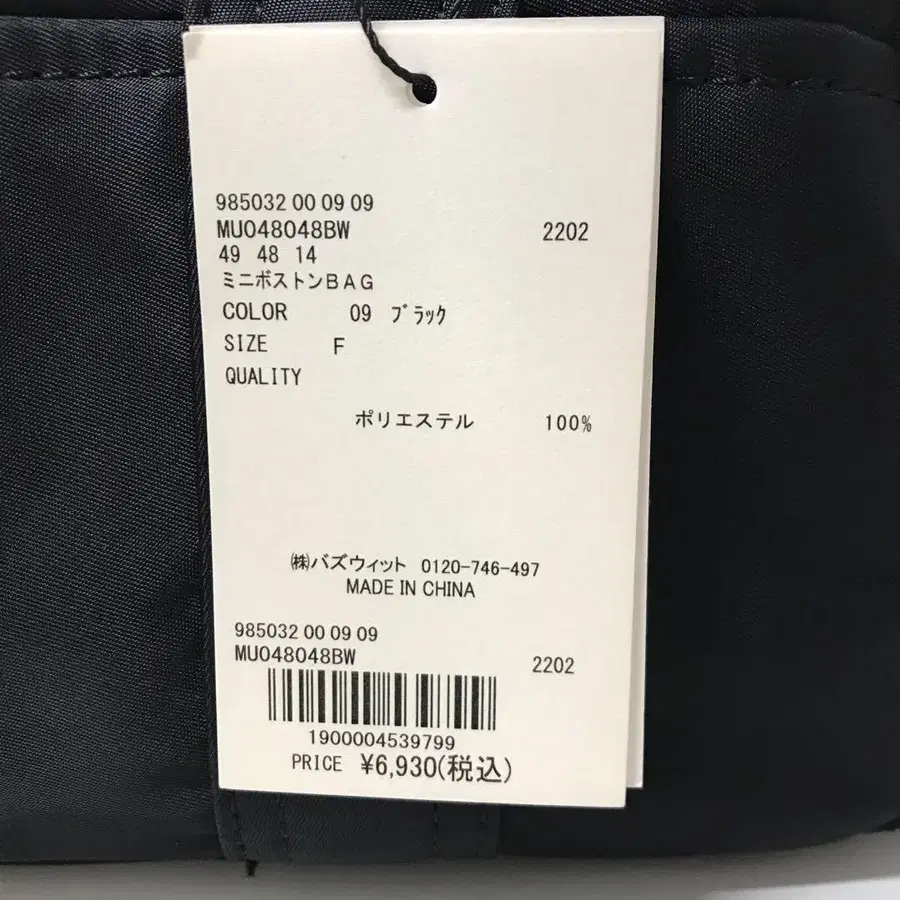 985032 00 09 09
MU048048BW 2202
49 48 14
ミニボストンBAG
COLOR 09 ブラック
SIZE F
QUALITY
ポリエステル 100%
㈱バズウィット 0120-746-497
MADE IN CHINA
985032 00 09 09
MU048048BW 2202
1900004539799
PRICE ¥6,930(税込)